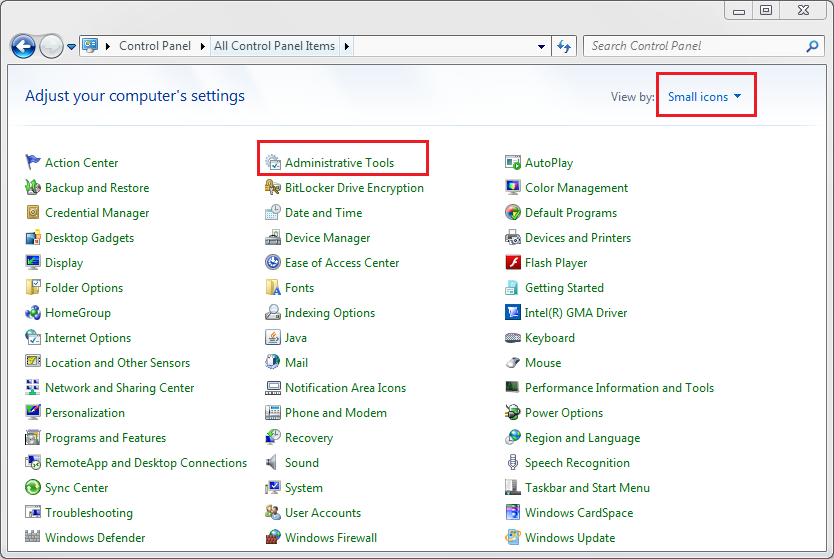 Control Panel All Control Panel Items Search Control Panel
Adjust your computer's settings View by: Small icons
Action Center Administrative Tools AutoPlay
Backup and Restore BitLocker Drive Encryption Color Management
Credential Manager Date and Time Default Programs
Desktop Gadgets Device Manager Devices and Printers
Display Ease of Access Center Flash Player
Folder Options Fonts Getting Started
HomeGroup Indexing Options Intel(R) GMA Driver
Internet Options Java Keyboard
Location and Other Sensors Mail Mouse
Network and Sharing Center Notification Area Icons Performance Information and Tools
Personalization Phone and Modem Power Options
Programs and Features Recovery Region and Language
RemoteApp and Desktop Connections Sound Speech Recognition
Sync Center System Taskbar and Start Menu
Troubleshooting User Accounts Windows CardSpace
Windows Defender Windows Firewall Windows Update